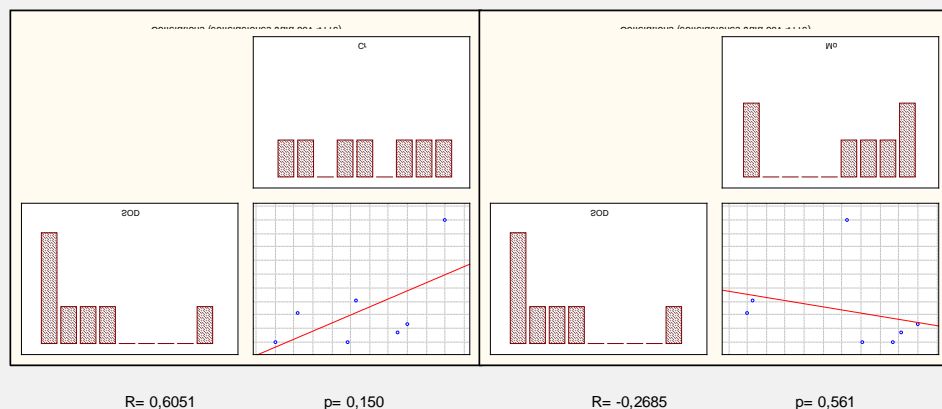 Cr
Mo
SOD
SOD
R= 0,6051
p= 0,150
R= -0,2685
p= 0,561